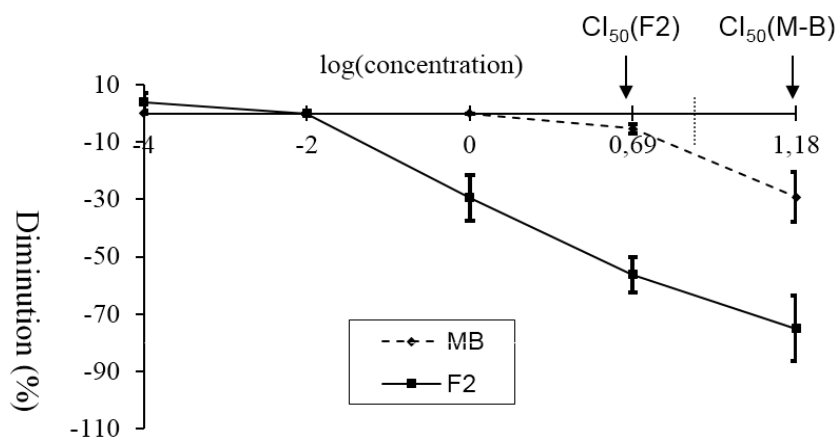 CI₅₀(F2) CI₅₀(M-B)
log(concentration)
10
-10
-30
-50
-70
-90
-110
-4 -2 0 0,69 1,18
Diminution (%)
MB
F2